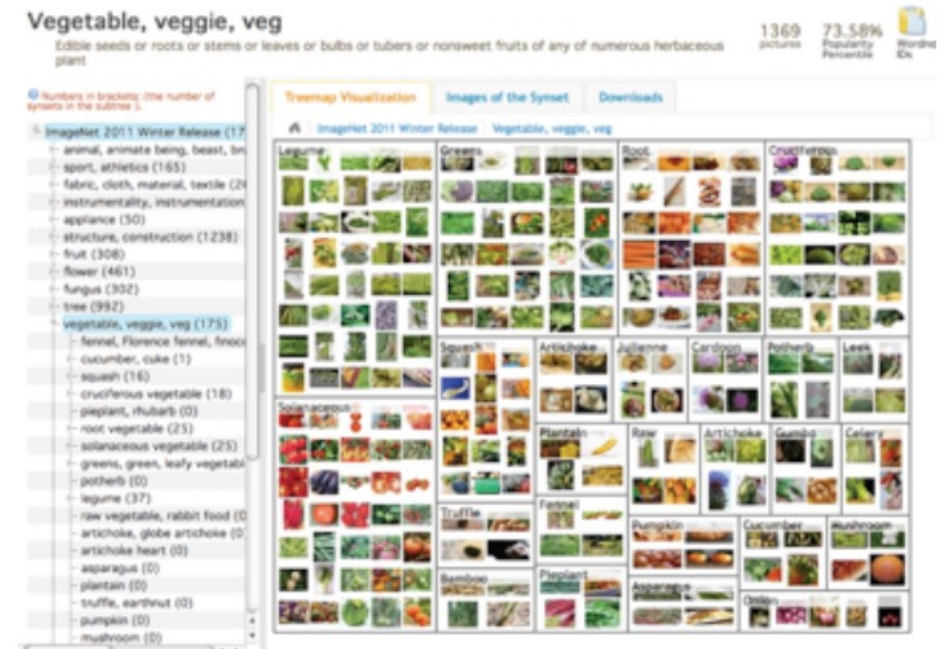 Vegetable, veggie, veg
Edible seeds or roots or stems or leaves or bulbs or tubers or nonsweet fruits of any of numerous herbaceous
plant
1369
pictures
73.58%
Popularity
Percentile
IDs
Numbers in brackets: (the number of
synsets in the subtree ).
ImageNet 2011 Winter Release (17
animal, animate being, beast, br
sport, athletics (165)
fabric, cloth, material, textile (2
instrumentality, instrumentation
appliance (50)
structure, construction (1238)
fruit (308)
flower (461)
fungus (302)
tree (992)
vegetable, veggie, veg (175)
fennel, Florence fennel, finoc
cucumber, cuke (1)
squash (16)
cruciferous vegetable (18)
pieplant, rhubarb (0)
root vegetable (25)
solanaceous vegetable (25)
greens, green, leafy vegetabl
potherb (0)
legume (37)
raw vegetable, rabbit food (0
artichoke, globe artichoke (0
artichoke heart (0)
asparagus (0)
plantain (0)
truffle, earthnut (0)
pumpkin (0)
mushroom (0)
Treemap Visualization
Images of the Synset
Downloads
ImageNet 2011 Winter Release
Vegetable, veggie, veg
Legume
Greens
Root
Cruciferous
Squash
Artichoke
Julienne
Cardoon
Potherb
Leek
Solanaceous
Plantain
Raw
Artichoke
Gumbo
Celery
Truffle
Fennel
Pumpkin
Cucumber
Mushroom
Bamboo
Pieplant
Asparagus
Onion